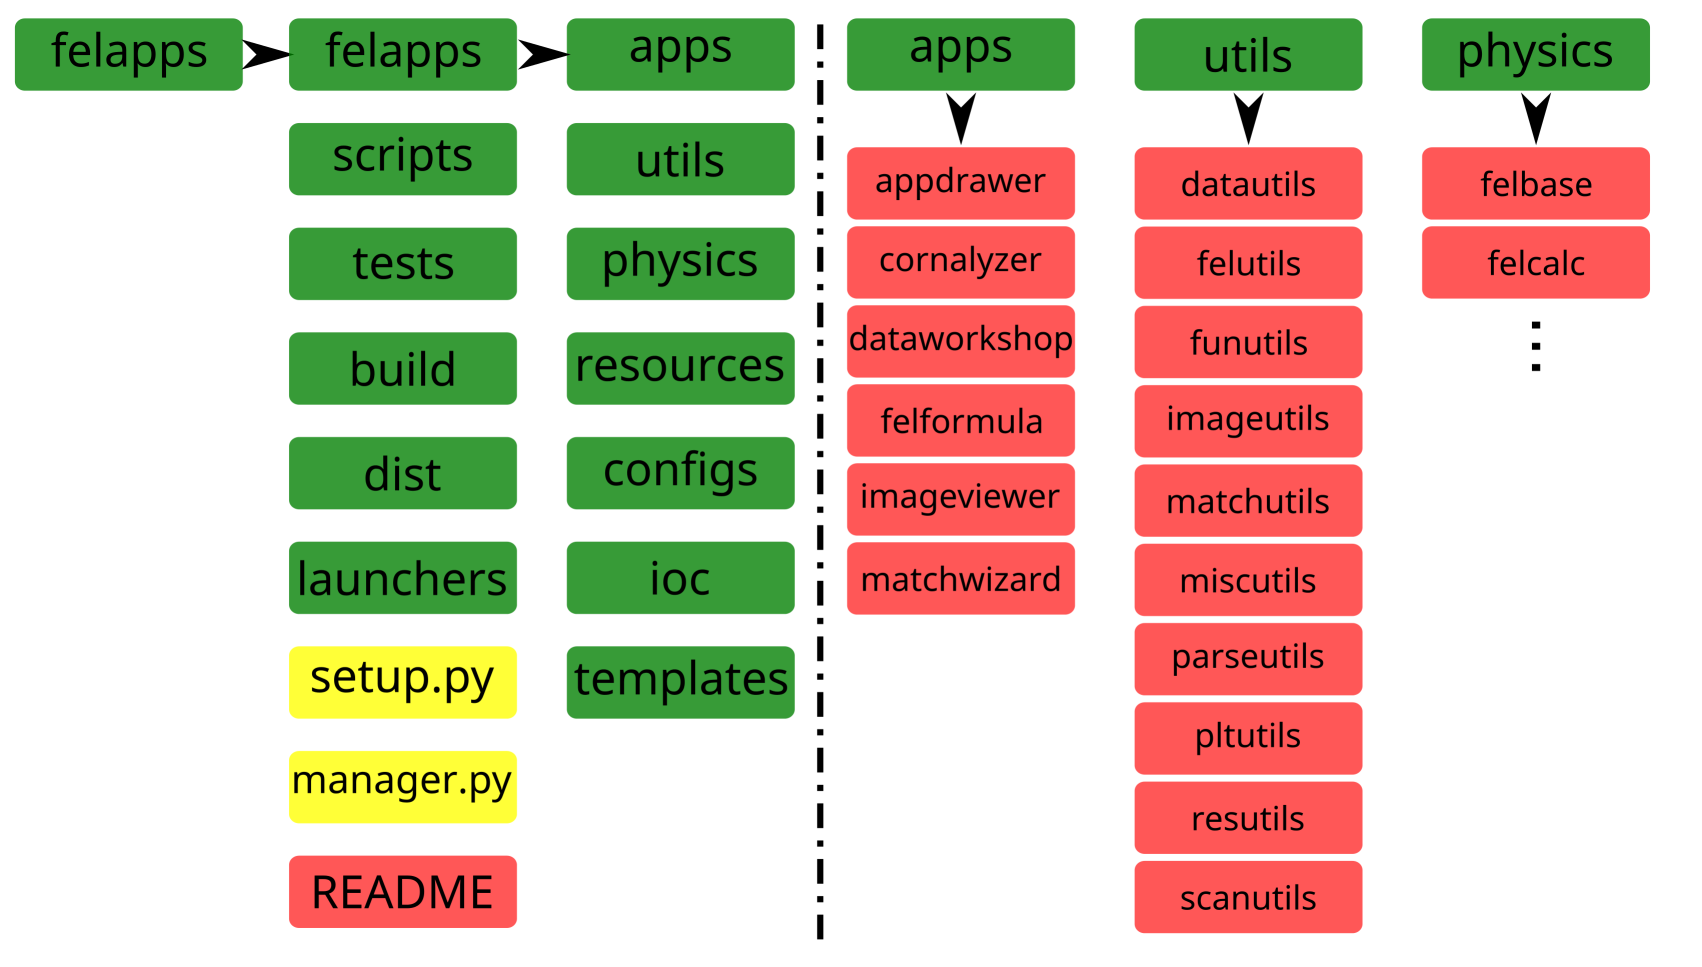 felapps
felapps
scripts
tests
build
dist
launchers
setup.py
manager.py
README
apps
utils
physics
resources
configs
ioc
templates
apps
appdrawer
cornalyzer
dataworkshop
felformula
imageviewer
matchwizard
utils
datautils
felutils
funutils
imageutils
matchutils
miscutils
parseutils
pltutils
resutils
scanutils
physics
felbase
felcalc